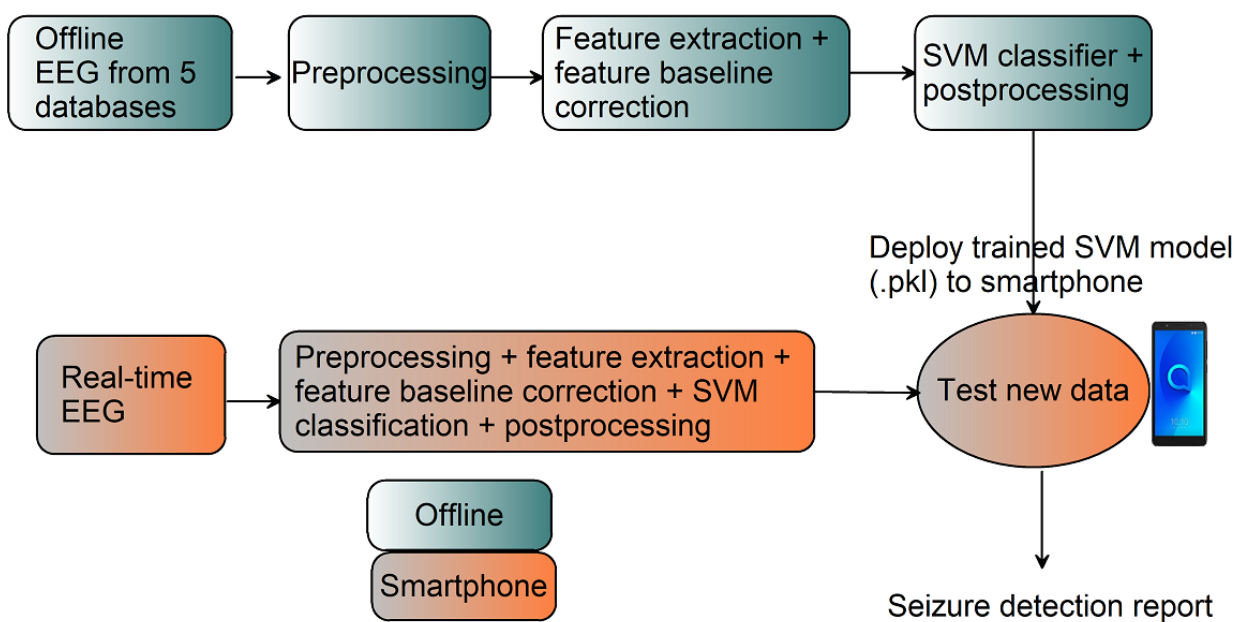 Offline
EEG from 5
databases
Preprocessing
Feature extraction +
feature baseline
correction
SVM classifier +
postprocessing
Deploy trained SVM model
(.pkl) to smartphone
Real-time
EEG
Preprocessing + feature extraction +
feature baseline correction + SVM
classification + postprocessing
Test new data
Offline
Smartphone
Seizure detection report